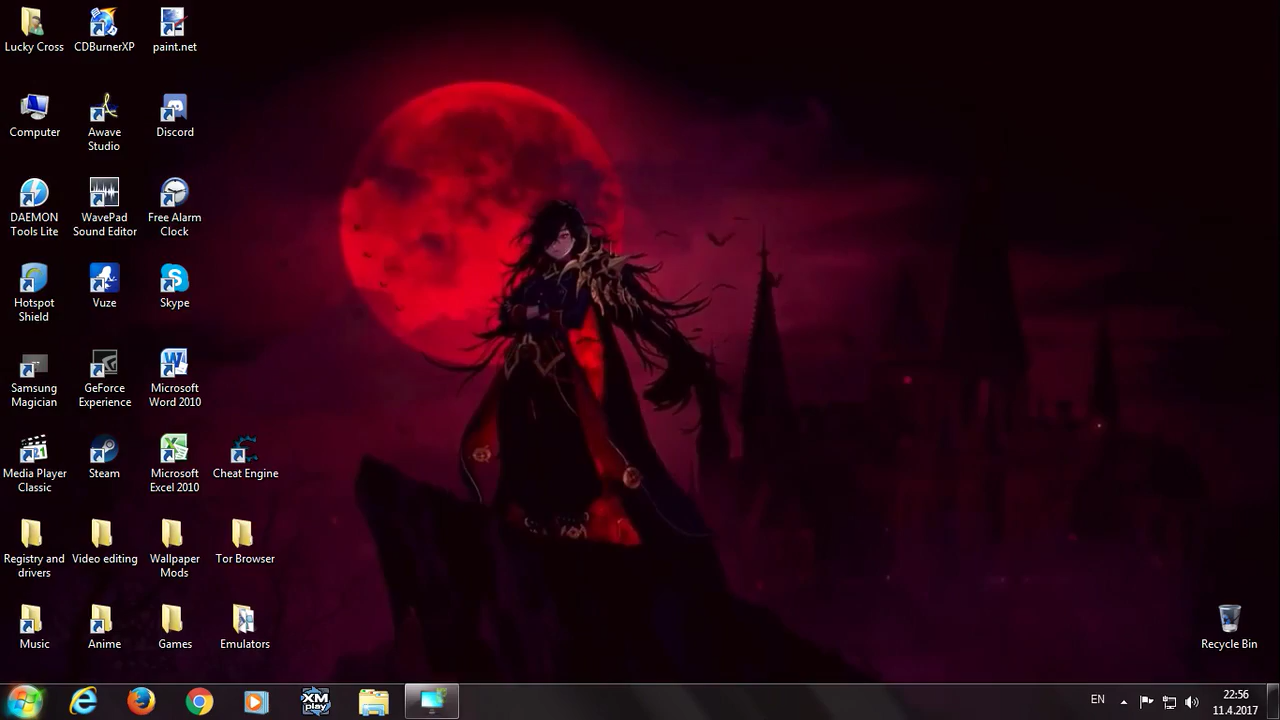 Lucky Cross
CDBurnerXP
paint.net
Computer
Awave
Studio
Discord
DAEMON
Tools Lite
WavePad
Sound Editor
Free Alarm
Clock
Hotspot
Shield
Vuze
Skype
Samsung
Magician
GeForce
Experience
Microsoft
Word 2010
Media Player
Classic
Steam
Microsoft
Excel 2010
Cheat Engine
Registry and
drivers
Video editing
Wallpaper
Mods
Tor Browser
Music
Anime
Games
Emulators
Recycle Bin
XM
play
EN
22:56
11.4.2017